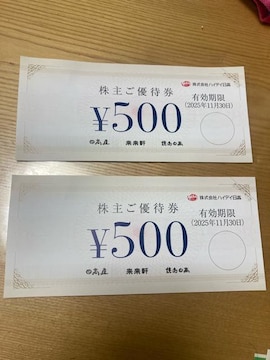 株式会社ハイデイ日高
株主ご優待券
有効期限
(2025年11月30日)
¥500
日高屋 来来軒 焼鳥日高
株式会社ハイデイ日高
株主ご優待券
有効期限
(2025年11月30日)
¥500
日高屋 来来軒 焼鳥日高